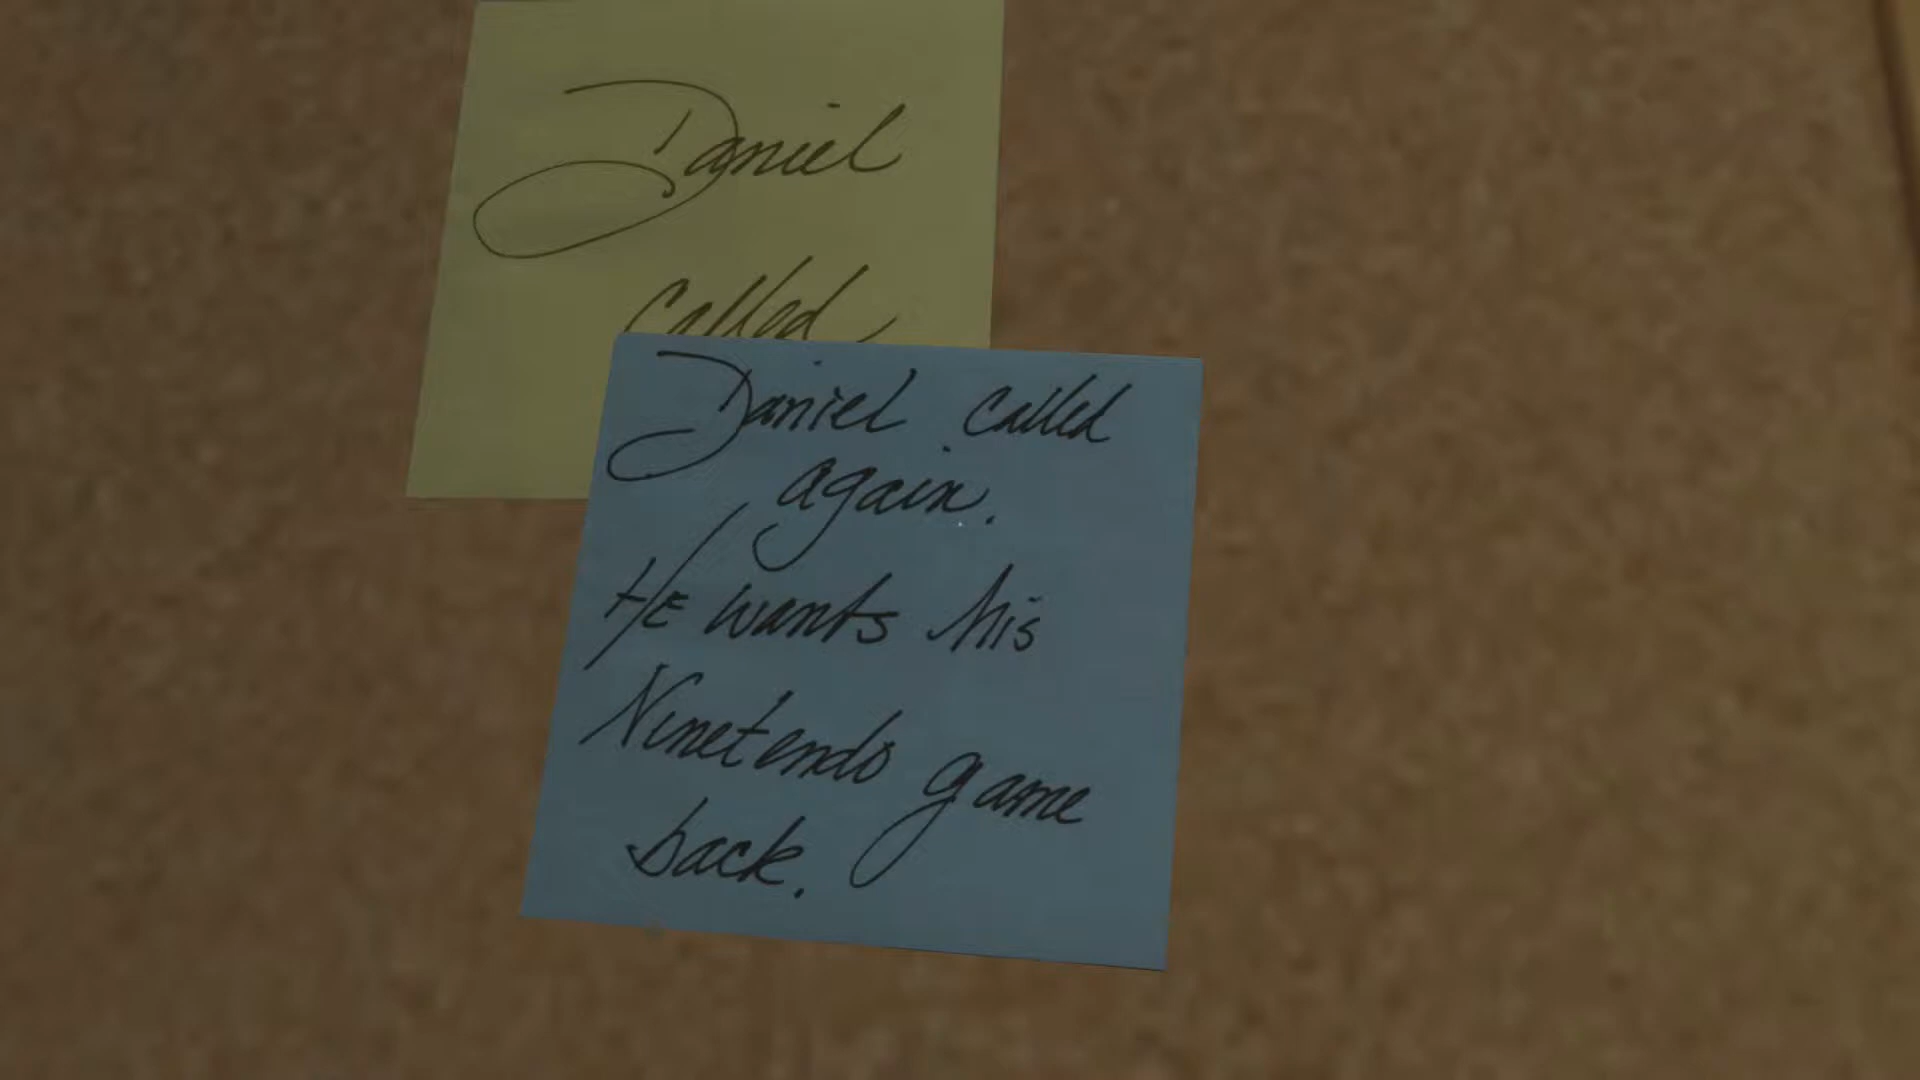 Daniel
called
Daniel called
again.
HE wants his
Ninetendo game
back.